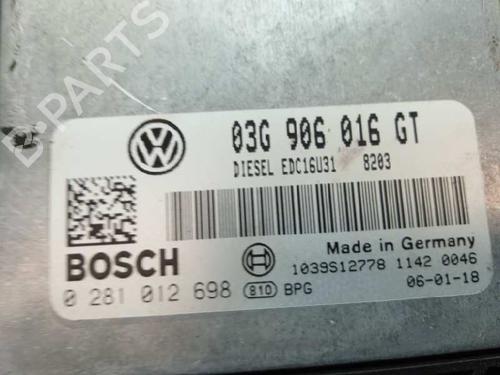 B-PARTS
03G 906 016 GT
DIESEL EDC16U31 8203
BOSCH
Made in Germany
1039S12778 1142 0046
0 281 012 698 810 BPG
06-01-18